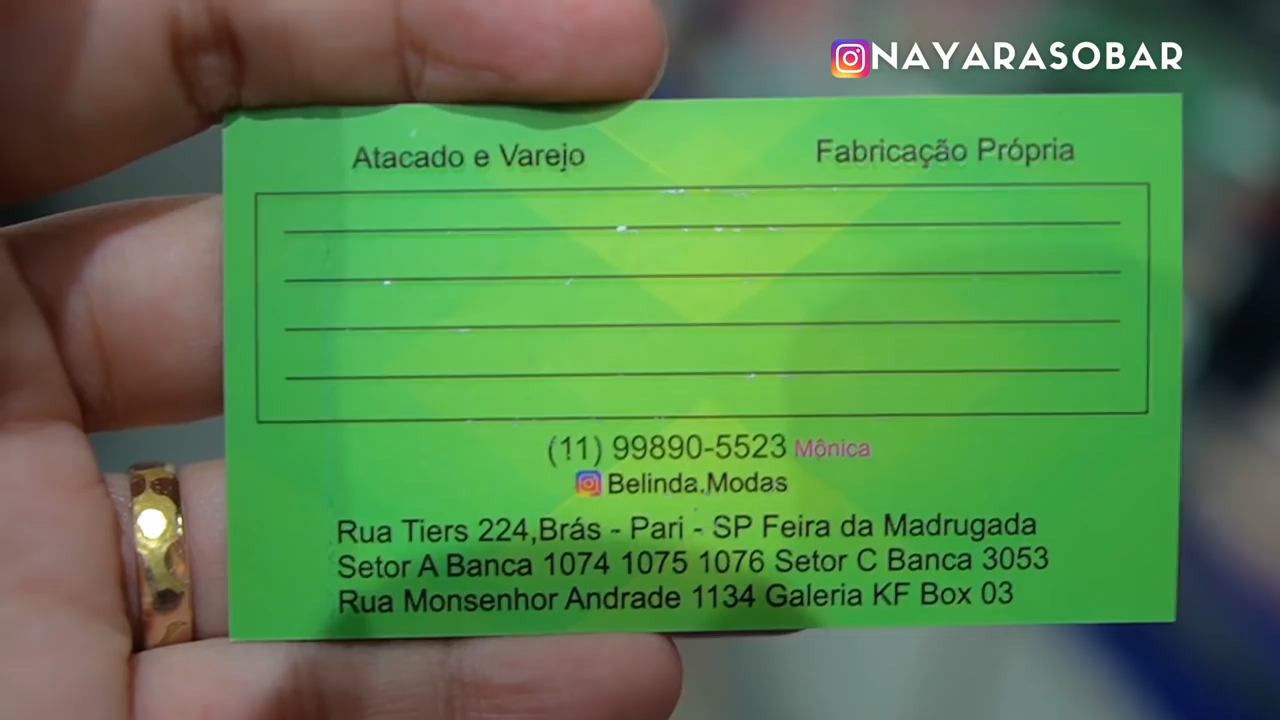 NAYARASOBAR
Atacado e Varejo
Fabricação Própria
(11) 99890-5523 Mônica
Belinda.Modas
Rua Tiers 224,Brás - Pari - SP Feira da Madrugada
Setor A Banca 1074 1075 1076 Setor C Banca 3053
Rua Monsenhor Andrade 1134 Galeria KF Box 03